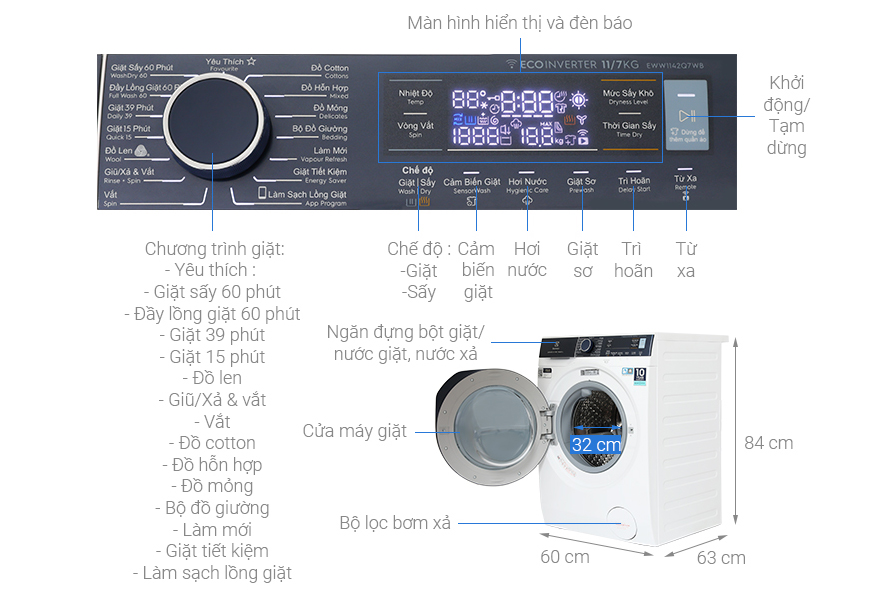 Màn hình hiển thị và đèn báo
ECOINVERTER 11/7KG EWW1142Q7WB
Yêu Thích
Favourite
Giặt Sấy 60 Phút
WashDry 60
Đầy Lồng Giặt 60 Phút
Full Wash 60
Giặt 39 Phút
Daily 39
Giặt 15 Phút
Quick 15
Đồ Len
Wool
Giũ/Xả & Vắt
Rinse + Spin
Vắt
Spin
Đồ Cotton
Cottons
Đồ Hỗn Hợp
Mixed
Đồ Mỏng
Delicates
Bộ Đồ Giường
Bedding
Làm Mới
Vapour Refresh
Giặt Tiết Kiệm
Energy Saver
Làm Sạch Lồng Giặt
App Program
Nhiệt Độ
Temp
Vòng Vắt
Spin
88°
8:88
MAX
1888
18.8 kg
Mức Sấy Khô
Dryness Level
Thời Gian Sấy
Time Dry
Dừng để
thêm quần áo
Khởi
động/
Tạm
dừng
Chế độ
Giặt Sấy
Wash Dry
Cảm Biến Giặt
SensorWash
Hơi Nước
Hygienic Care
Giặt Sơ
Prewash
Trì Hoãn
Delay Start
Từ Xa
Remote
Chương trình giặt:
- Yêu thích :
- Giặt sấy 60 phút
- Đầy lồng giặt 60 phút
- Giặt 39 phút
- Giặt 15 phút
- Đồ len
- Giũ/Xả & vắt
- Vắt
- Đồ cotton
- Đồ hỗn hợp
- Đồ mỏng
- Bộ đồ giường
- Làm mới
- Giặt tiết kiệm
- Làm sạch lồng giặt
Chế độ :
-Giặt
-Sấy
Cảm
biến
giặt
Hơi
nước
Giặt
sơ
Trì
hoãn
Từ
xa
Ngăn đựng bột giặt/
nước giặt, nước xả
Cửa máy giặt
32 cm
10
84 cm
Bộ lọc bơm xả
60 cm
63 cm